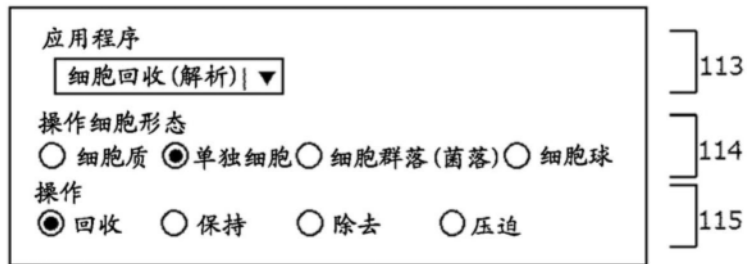 应用程序
细胞回收(解析) ▼
113
操作细胞形态
○ 细胞质 ◉ 单独细胞 ○ 细胞群落(菌落) ○ 细胞球
114
操作
◉ 回收 ○ 保持 ○ 除去 ○ 压迫
115